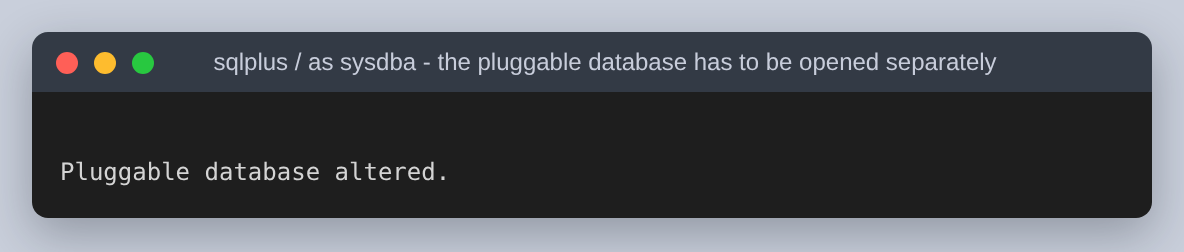 sqlplus / as sysdba - the pluggable database has to be opened separately
Pluggable database altered.